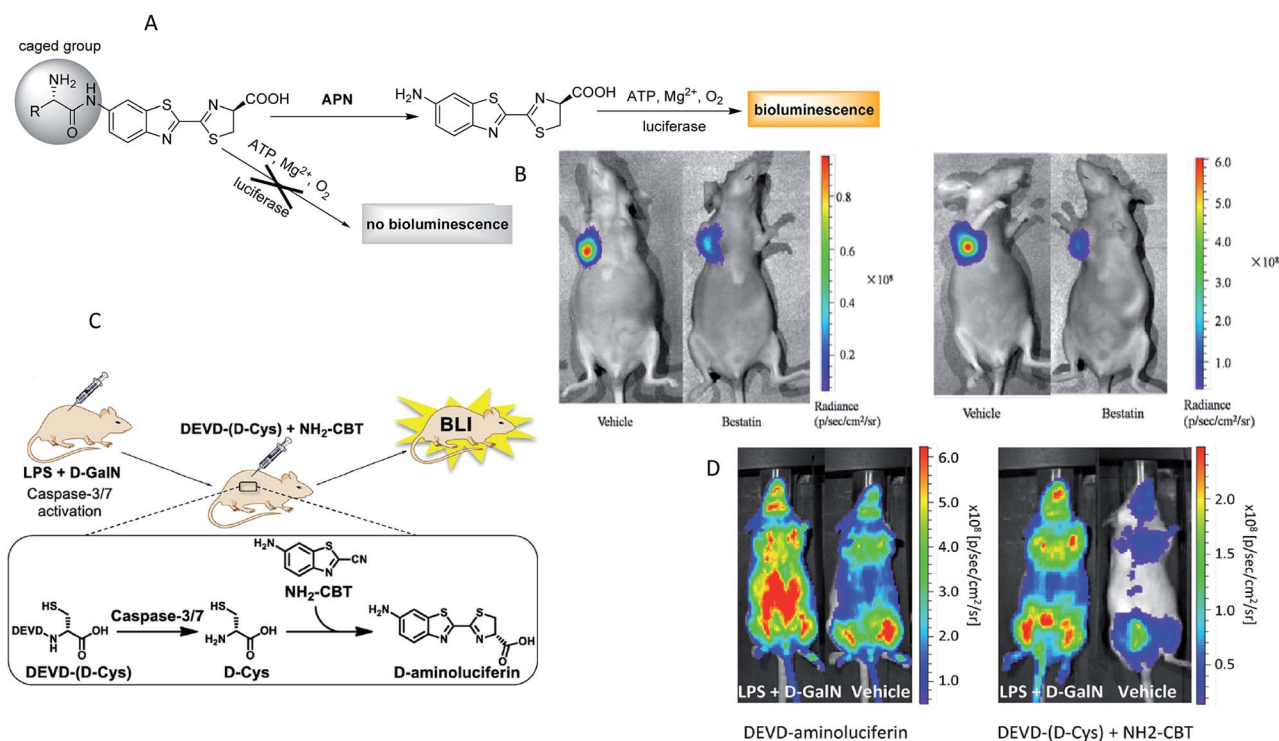 A
caged group
NH₂
H
N
R
O
S
N
N
S
COOH
APN
H₂N
S
N
N
S
COOH
ATP, Mg²⁺, O₂
luciferase
bioluminescence
ATP, Mg²⁺, O₂
luciferase
no bioluminescence
B
Vehicle
Bestatin
0.8
0.6
×10⁸
0.4
0.2
Radiance
(p/sec/cm²/sr)
Vehicle
Bestatin
6.0
5.0
4.0
×10⁸
3.0
2.0
1.0
Radiance
(p/sec/cm²/sr)
C
LPS + D-GalN
Caspase-3/7
activation
DEVD-(D-Cys) + NH₂-CBT
BLI
HS
DEVD
N
H
OH
O
DEVD-(D-Cys)
Caspase-3/7
HS
H₂N
OH
O
D-Cys
H₂N
S
N
CN
NH₂-CBT
H₂N
S
N
S
N
OH
O
D-aminoluciferin
D
LPS + D-GalN Vehicle
6.0
5.0
4.0
3.0
2.0
1.0
x10⁸ [p/sec/cm²/sr]
DEVD-aminoluciferin
LPS + D-GalN Vehicle
2.0
1.5
1.0
0.5
x10⁸ [p/sec/cm²/sr]
DEVD-(D-Cys) + NH2-CBT